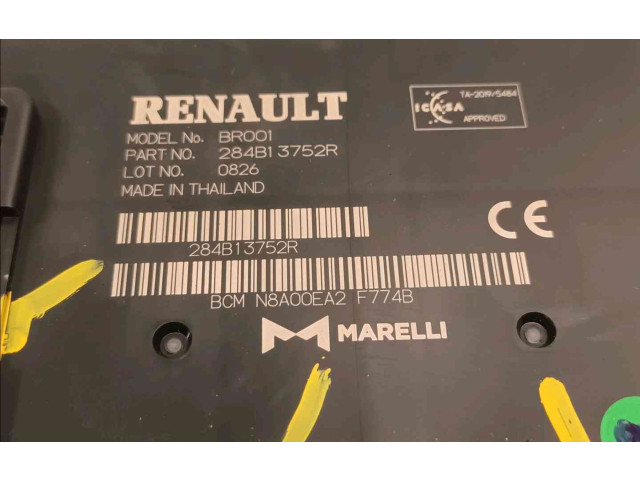 RENAULT
MODEL No. BR001
PART NO. 284B13752R
LOT NO. 0826
MADE IN THAILAND
284B13752R
BCM N8A00EA2 F774B
MARELLI
ICASA
TA-2019/5484
APPROVED
CE